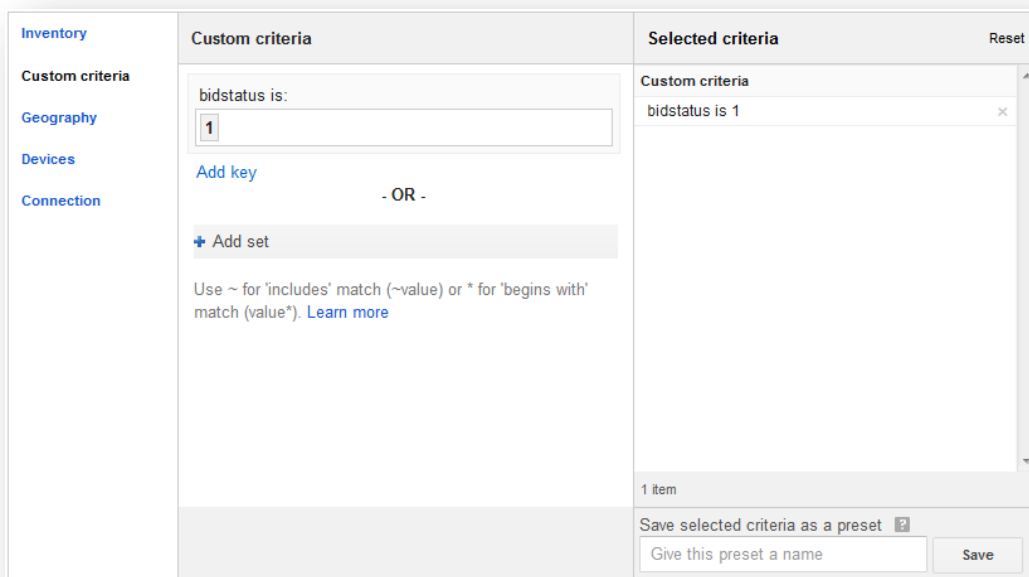 Inventory
Custom criteria
Geography
Devices
Connection
Custom criteria
bidstatus is:
1
Add key
- OR -
Add set
Use ~ for 'includes' match (~value) or * for 'begins with'
match (value*). Learn more
Selected criteria
Reset
Custom criteria
bidstatus is 1
1 item
Save selected criteria as a preset ?
Give this preset a name
Save